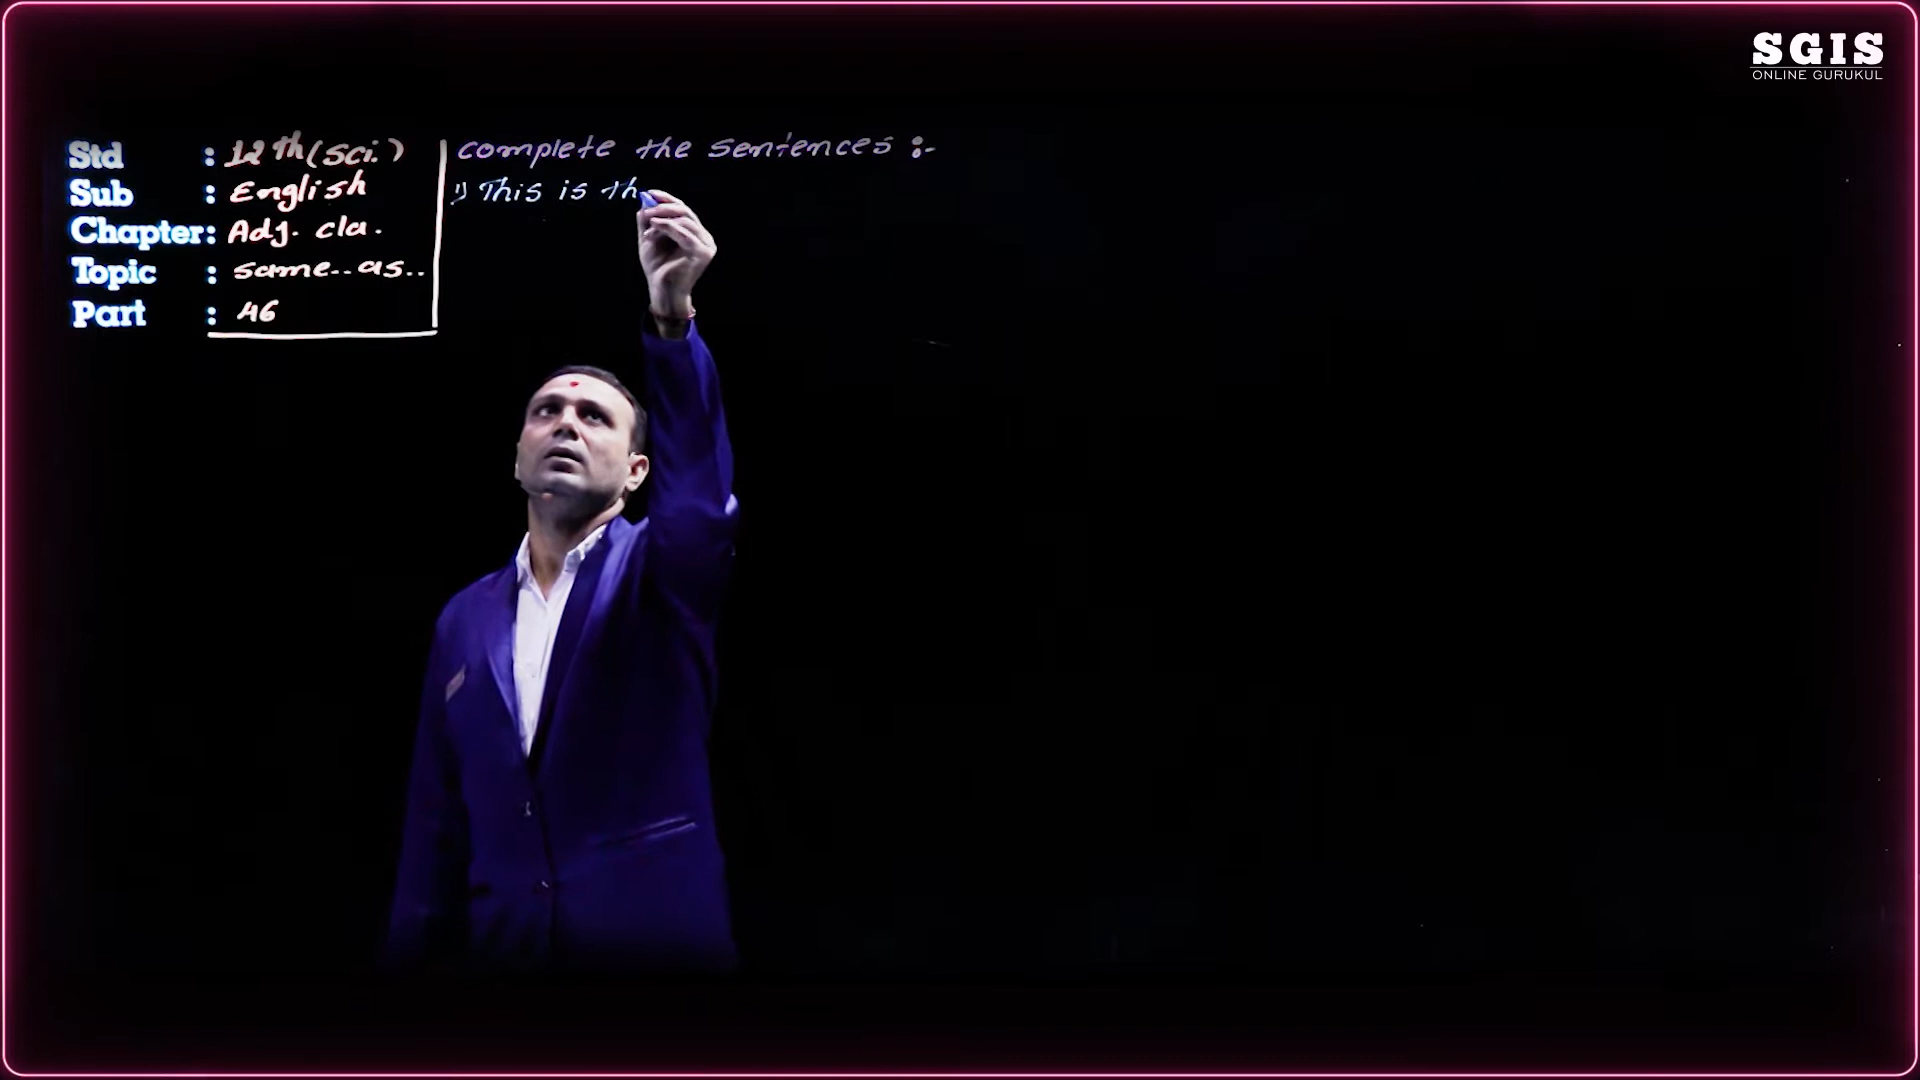 SGIS
ONLINE GURUKUL
Std : 12th (sci.)
Sub : English
Chapter : Adj. cla.
Topic : same..as..
Part : 46
complete the sentences :-
1) This is th